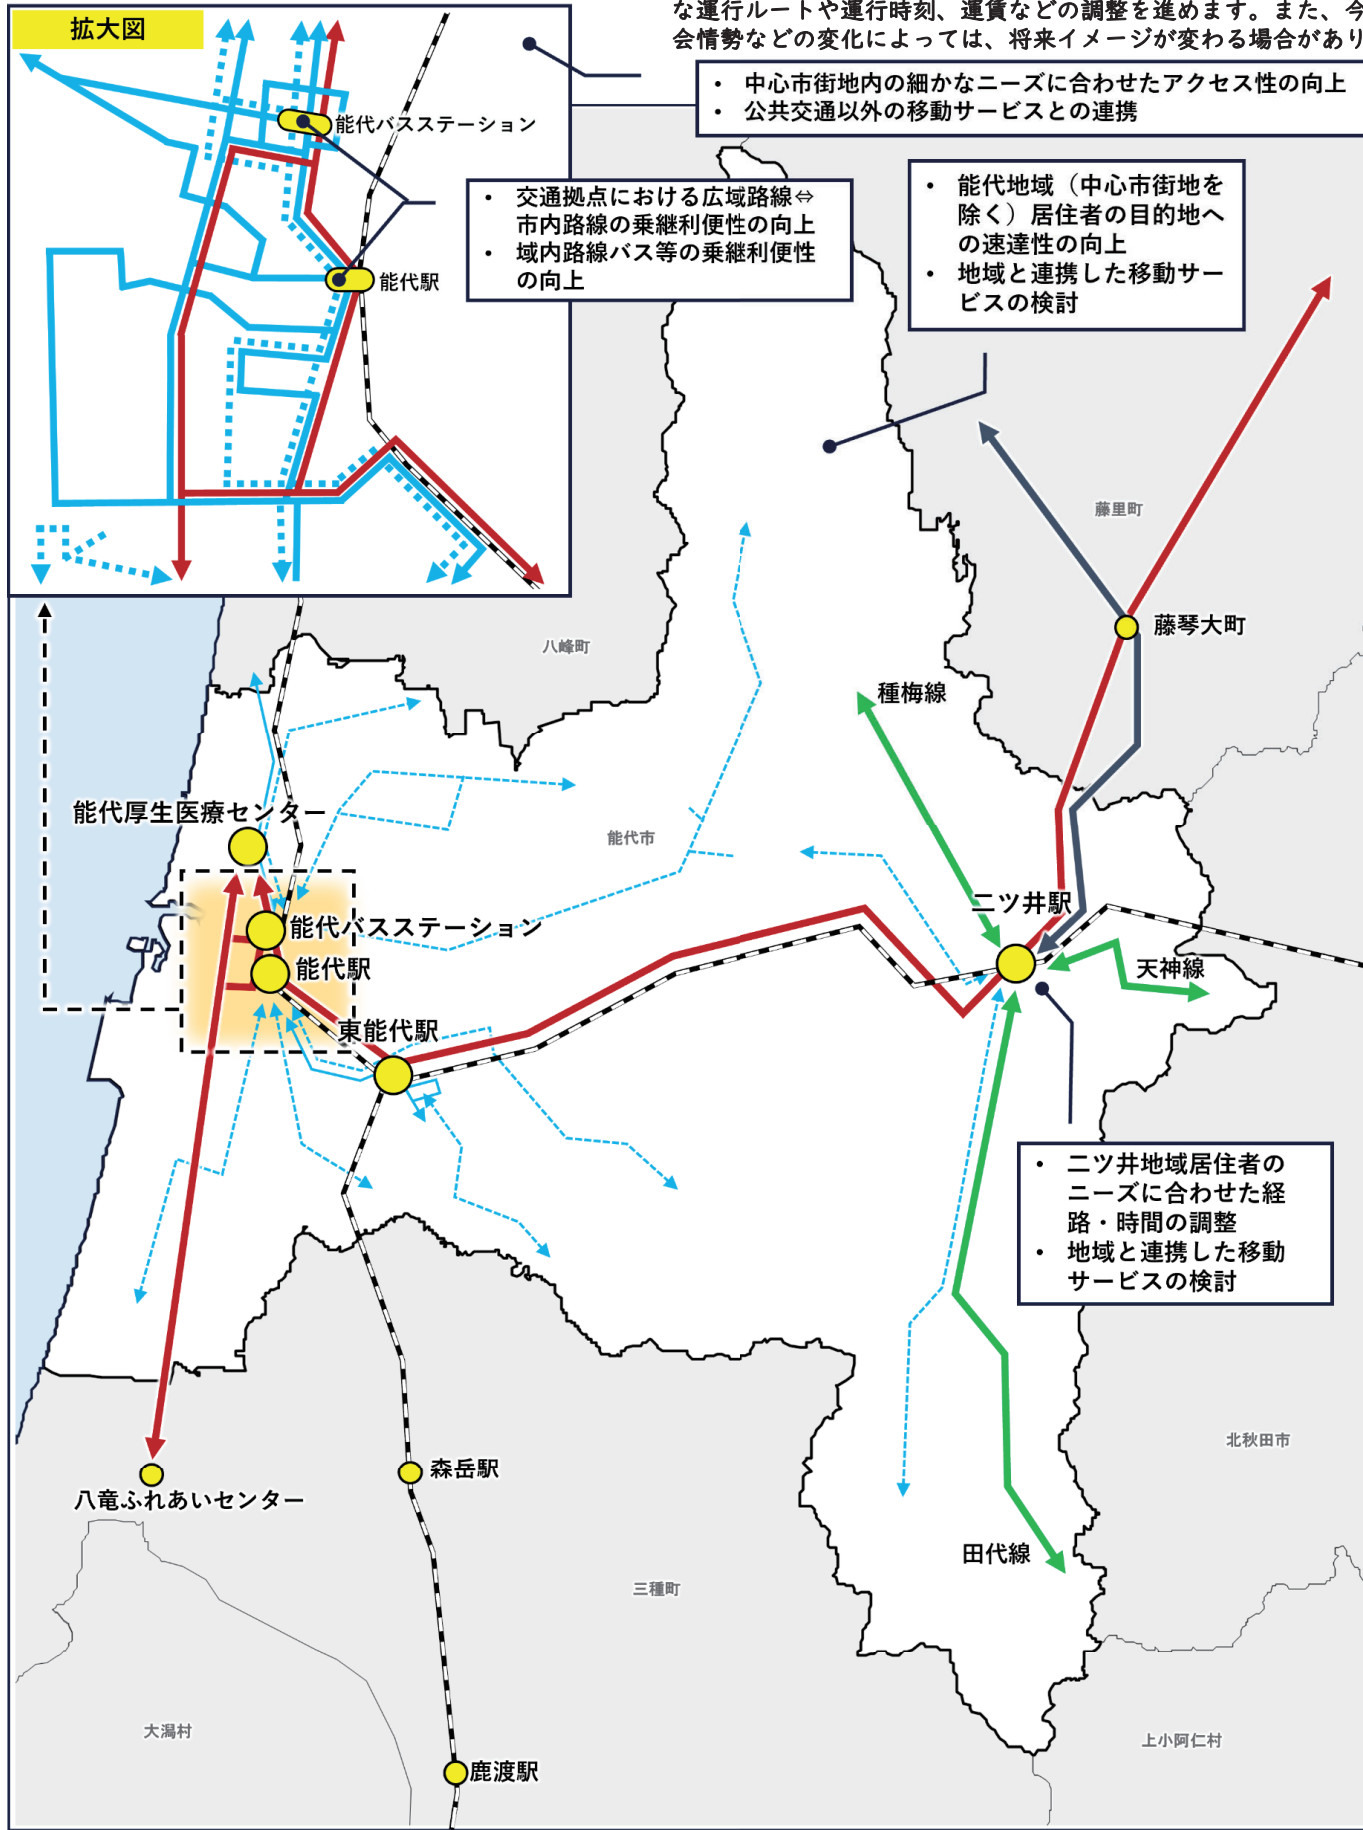 な運行ルートや運行時刻、運賃などの調整を進めます。また、今
会情勢などの変化によっては、将来イメージが変わる場合があり
拡大図
• 中心市街地内の細かなニーズに合わせたアクセス性の向上
• 公共交通以外の移動サービスとの連携
能代バスステーション
• 交通拠点における広域路線⇔
市内路線の乗継利便性の向上
• 域内路線バス等の乗継利便性
の向上
• 能代地域（中心市街地を
除く）居住者の目的地へ
の速達性の向上
• 地域と連携した移動サー
ビスの検討
能代駅
藤里町
藤琴大町
八峰町
種梅線
能代厚生医療センター
能代市
二ツ井駅
能代バスステーション
能代駅
天神線
東能代駅
• 二ツ井地域居住者の
ニーズに合わせた経
路・時間の調整
• 地域と連携した移動
サービスの検討
北秋田市
森岳駅
八竜ふれあいセンター
田代線
三種町
大潟村
上小阿仁村
鹿渡駅